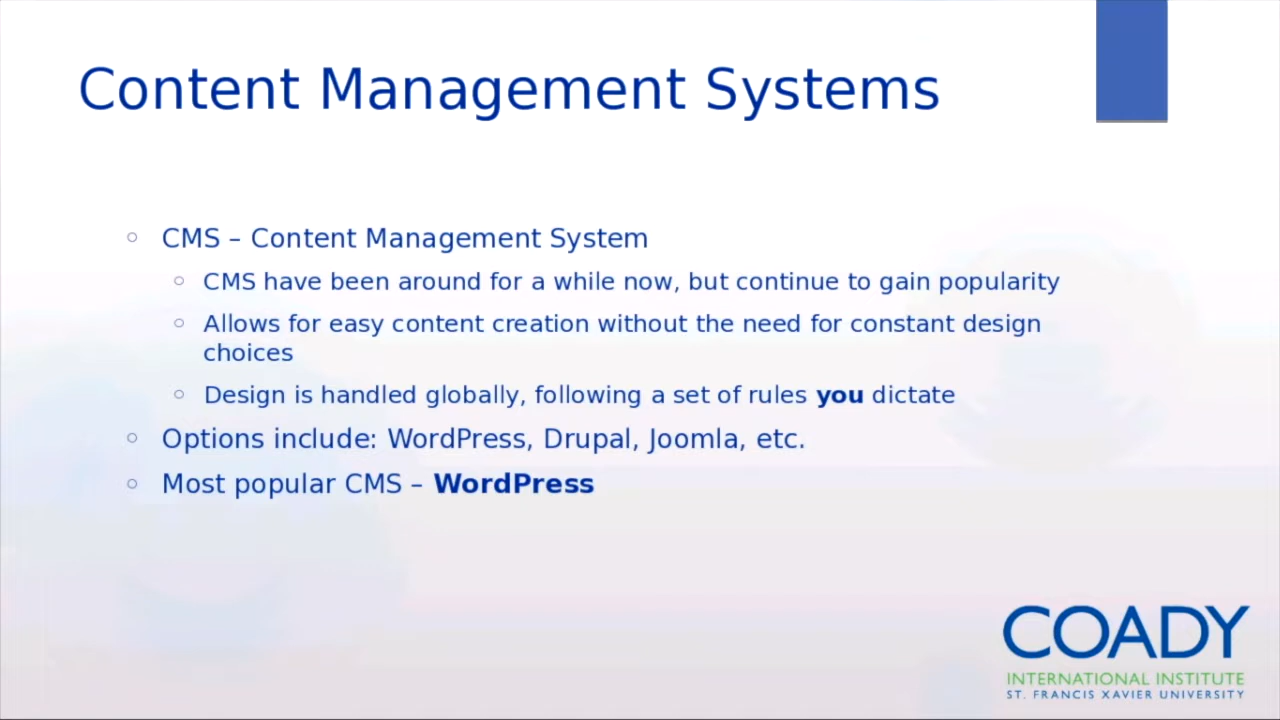 Content Management Systems
CMS – Content Management System
CMS have been around for a while now, but continue to gain popularity
Allows for easy content creation without the need for constant design
choices
Design is handled globally, following a set of rules you dictate
Options include: WordPress, Drupal, Joomla, etc.
Most popular CMS – WordPress
COADY
INTERNATIONAL INSTITUTE
ST. FRANCIS XAVIER UNIVERSITY